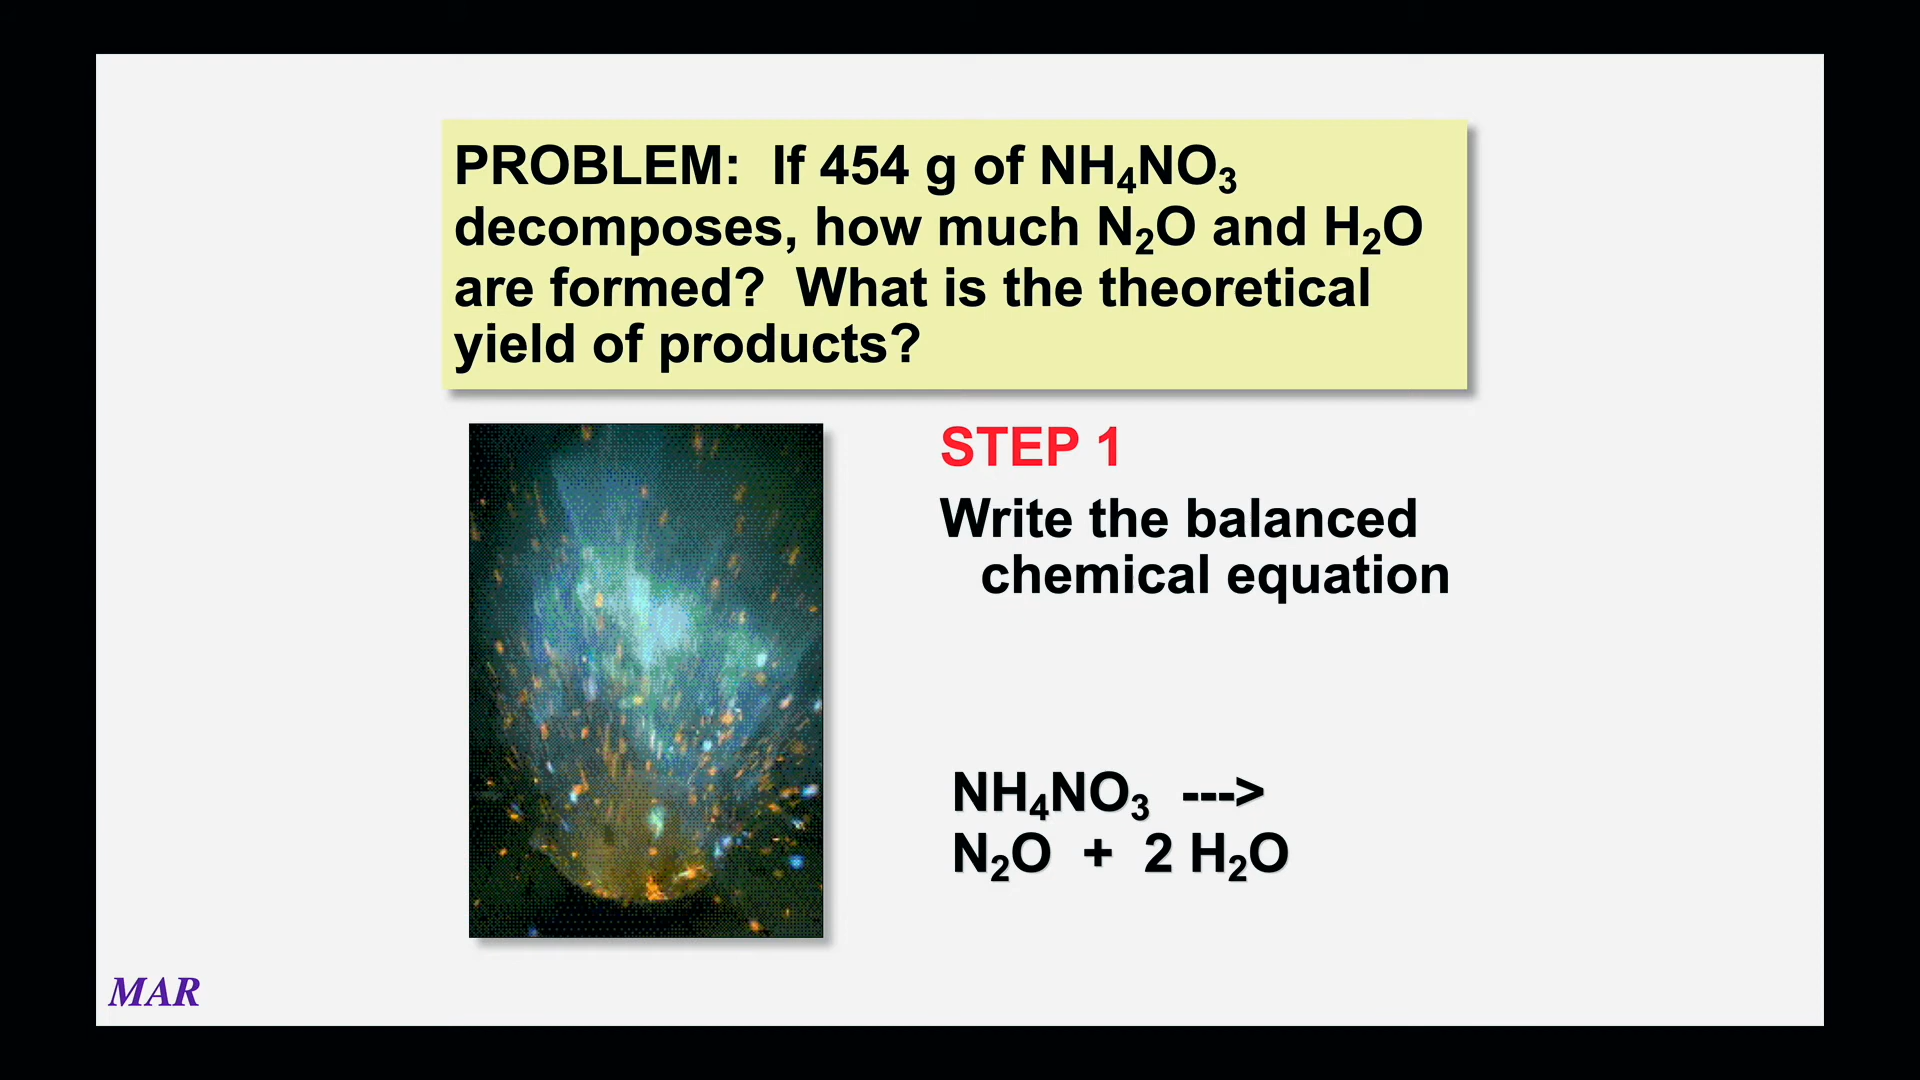 PROBLEM: If 454 g of NH₄NO₃
decomposes, how much N₂O and H₂O
are formed? What is the theoretical
yield of products?
STEP 1
Write the balanced
chemical equation
NH₄NO₃ --->
N₂O + 2 H₂O
MAR